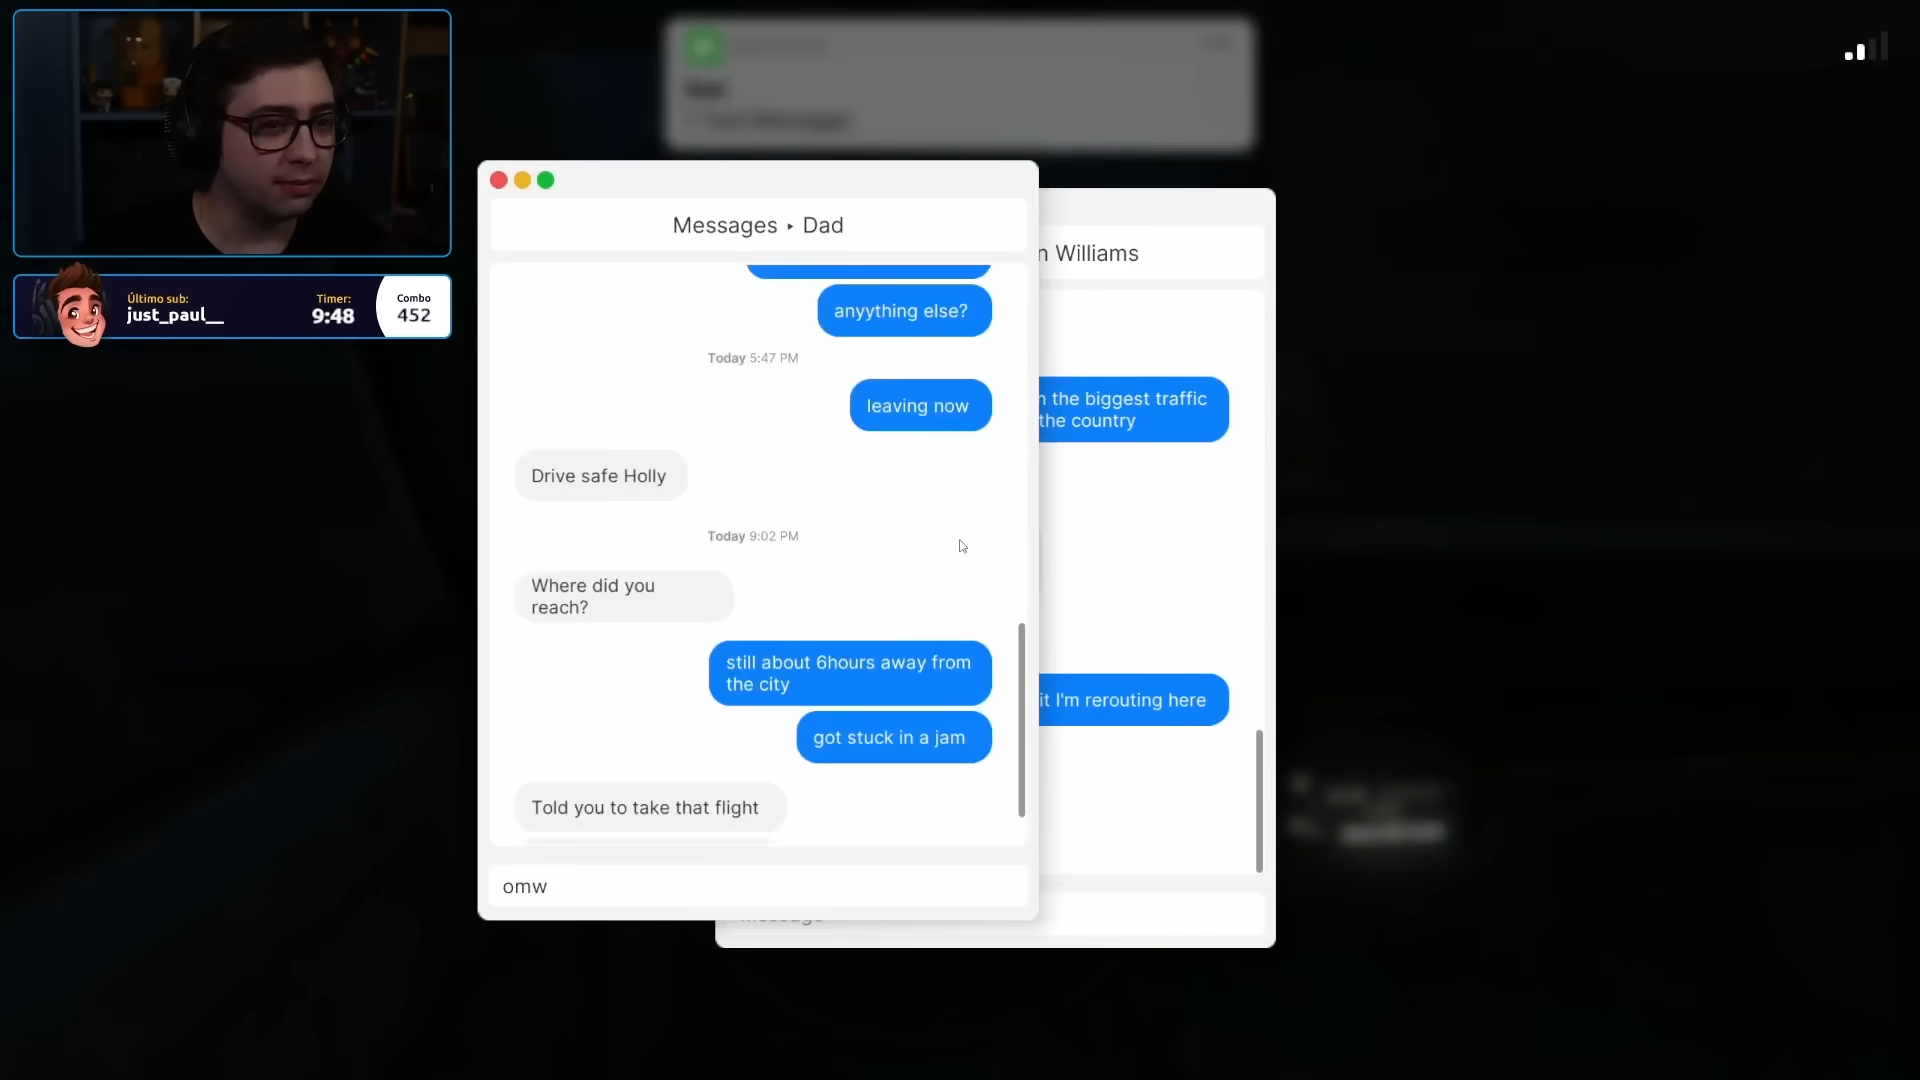 Último sub:
just_paul__
Timer:
9:48
Combo
452
Messages ▸ Dad
anyything else?
Today 5:47 PM
leaving now
Drive safe Holly
Today 9:02 PM
Where did you
reach?
still about 6hours away from
the city
got stuck in a jam
Told you to take that flight
omw
n Williams
the biggest traffic
the country
it I'm rerouting here